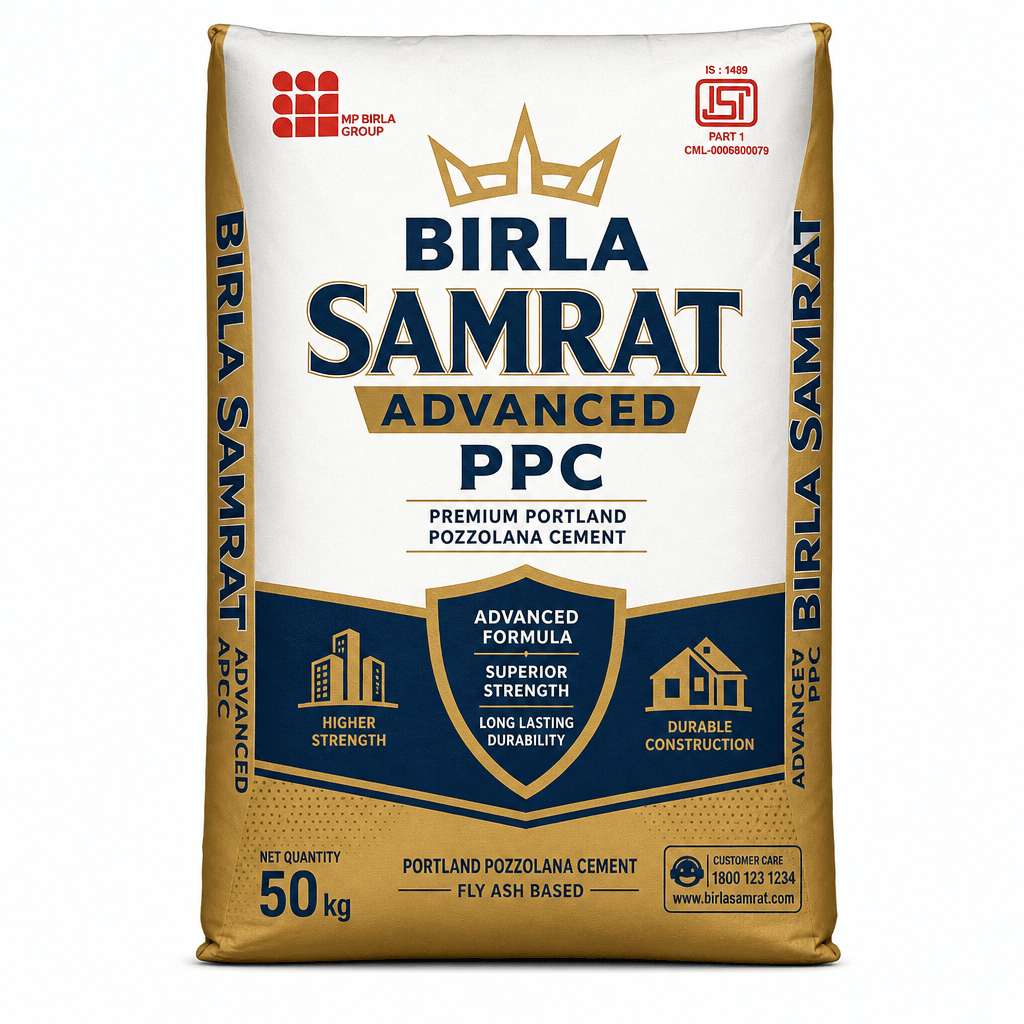 MP BIRLA
GROUP
IS : 1489
ISI
PART 1
CML-0006800079
BIRLA
SAMRAT
ADVANCED
PPC
PREMIUM PORTLAND
POZZOLANA CEMENT
ADVANCED
FORMULA
SUPERIOR
STRENGTH
LONG LASTING
DURABILITY
HIGHER
STRENGTH
DURABLE
CONSTRUCTION
NET QUANTITY
50 kg
PORTLAND POZZOLANA CEMENT
FLY ASH BASED
CUSTOMER CARE
1800 123 1234
www.birlasamrat.com
BIRLA SAMRAT
ADVANCED
APCC
BIRLA SAMRAT
ADVANCE
PPC